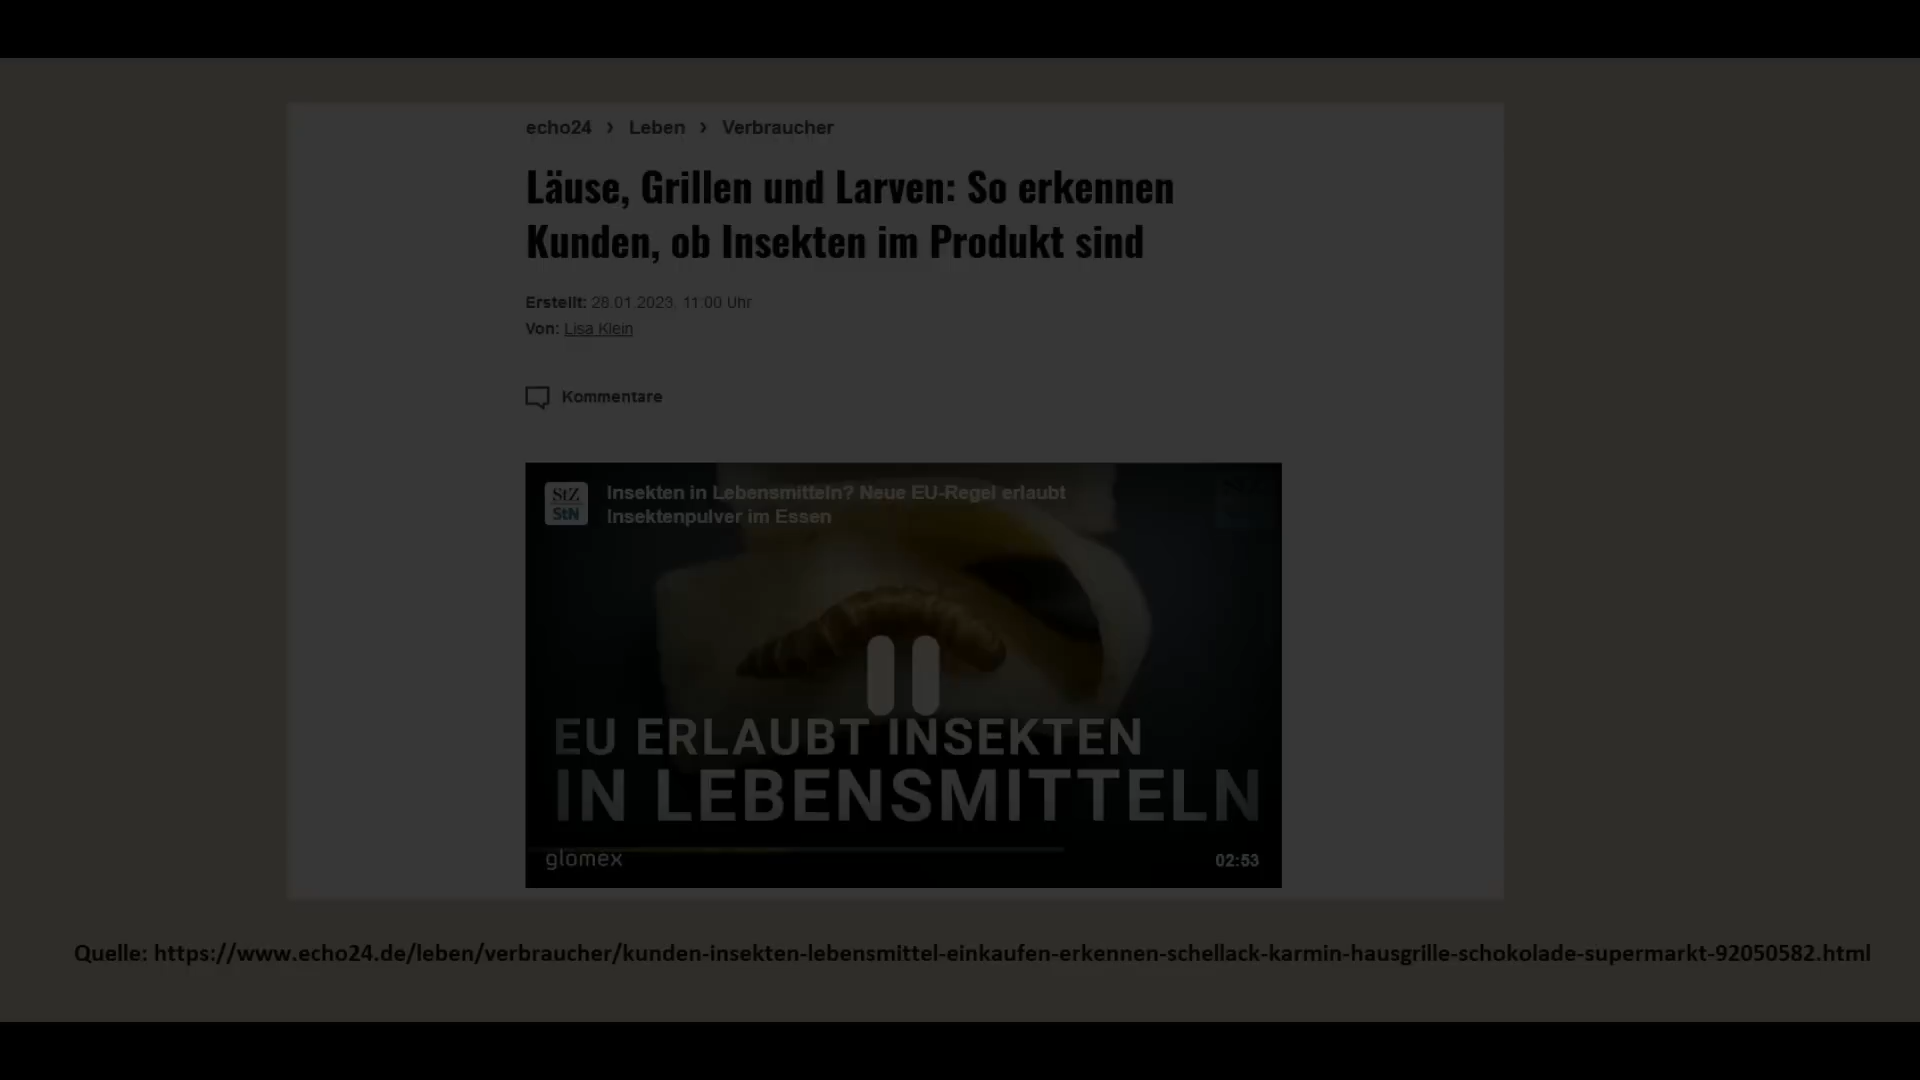 echo24 › Leben › Verbraucher
Läuse, Grillen und Larven: So erkennen
Kunden, ob Insekten im Produkt sind
Erstellt: 28.01.2023, 11:00 Uhr
Von: Lisa Klein
Kommentare
StZ
StN
Insekten in Lebensmitteln? Neue EU-Regel erlaubt
Insektenpulver im Essen
EU ERLAUBT INSEKTEN
IN LEBENSMITTELN
glomex
02:53
Quelle: https://www.echo24.de/leben/verbraucher/kunden-insekten-lebensmittel-einkaufen-erkennen-schellack-karmin-hausgrille-schokolade-supermarkt-92050582.html